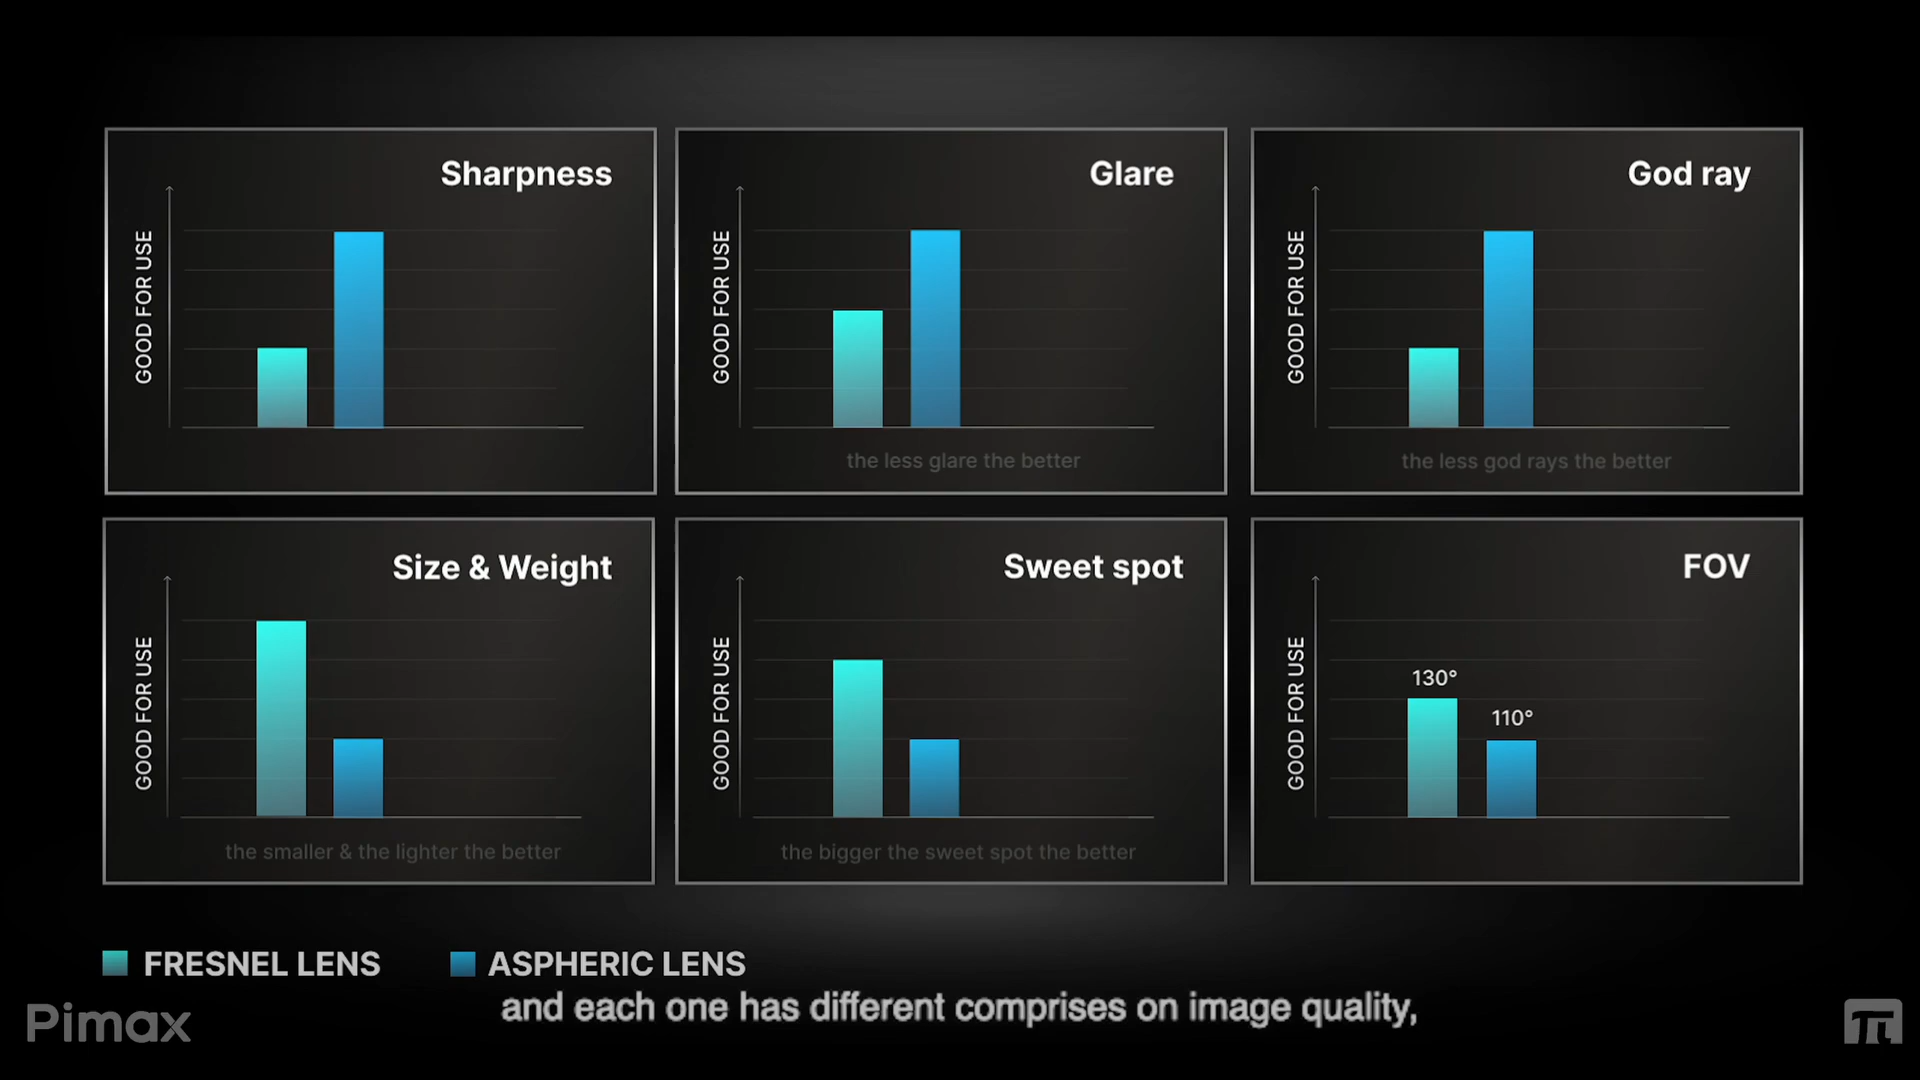 Sharpness
GOOD FOR USE
Glare
GOOD FOR USE
the less glare the better
God ray
GOOD FOR USE
the less god rays the better
Size & Weight
GOOD FOR USE
the smaller & the lighter the better
Sweet spot
GOOD FOR USE
the bigger the sweet spot the better
FOV
GOOD FOR USE
130°
110°
FRESNEL LENS
ASPHERIC LENS
and each one has different comprises on image quality,
Pimax